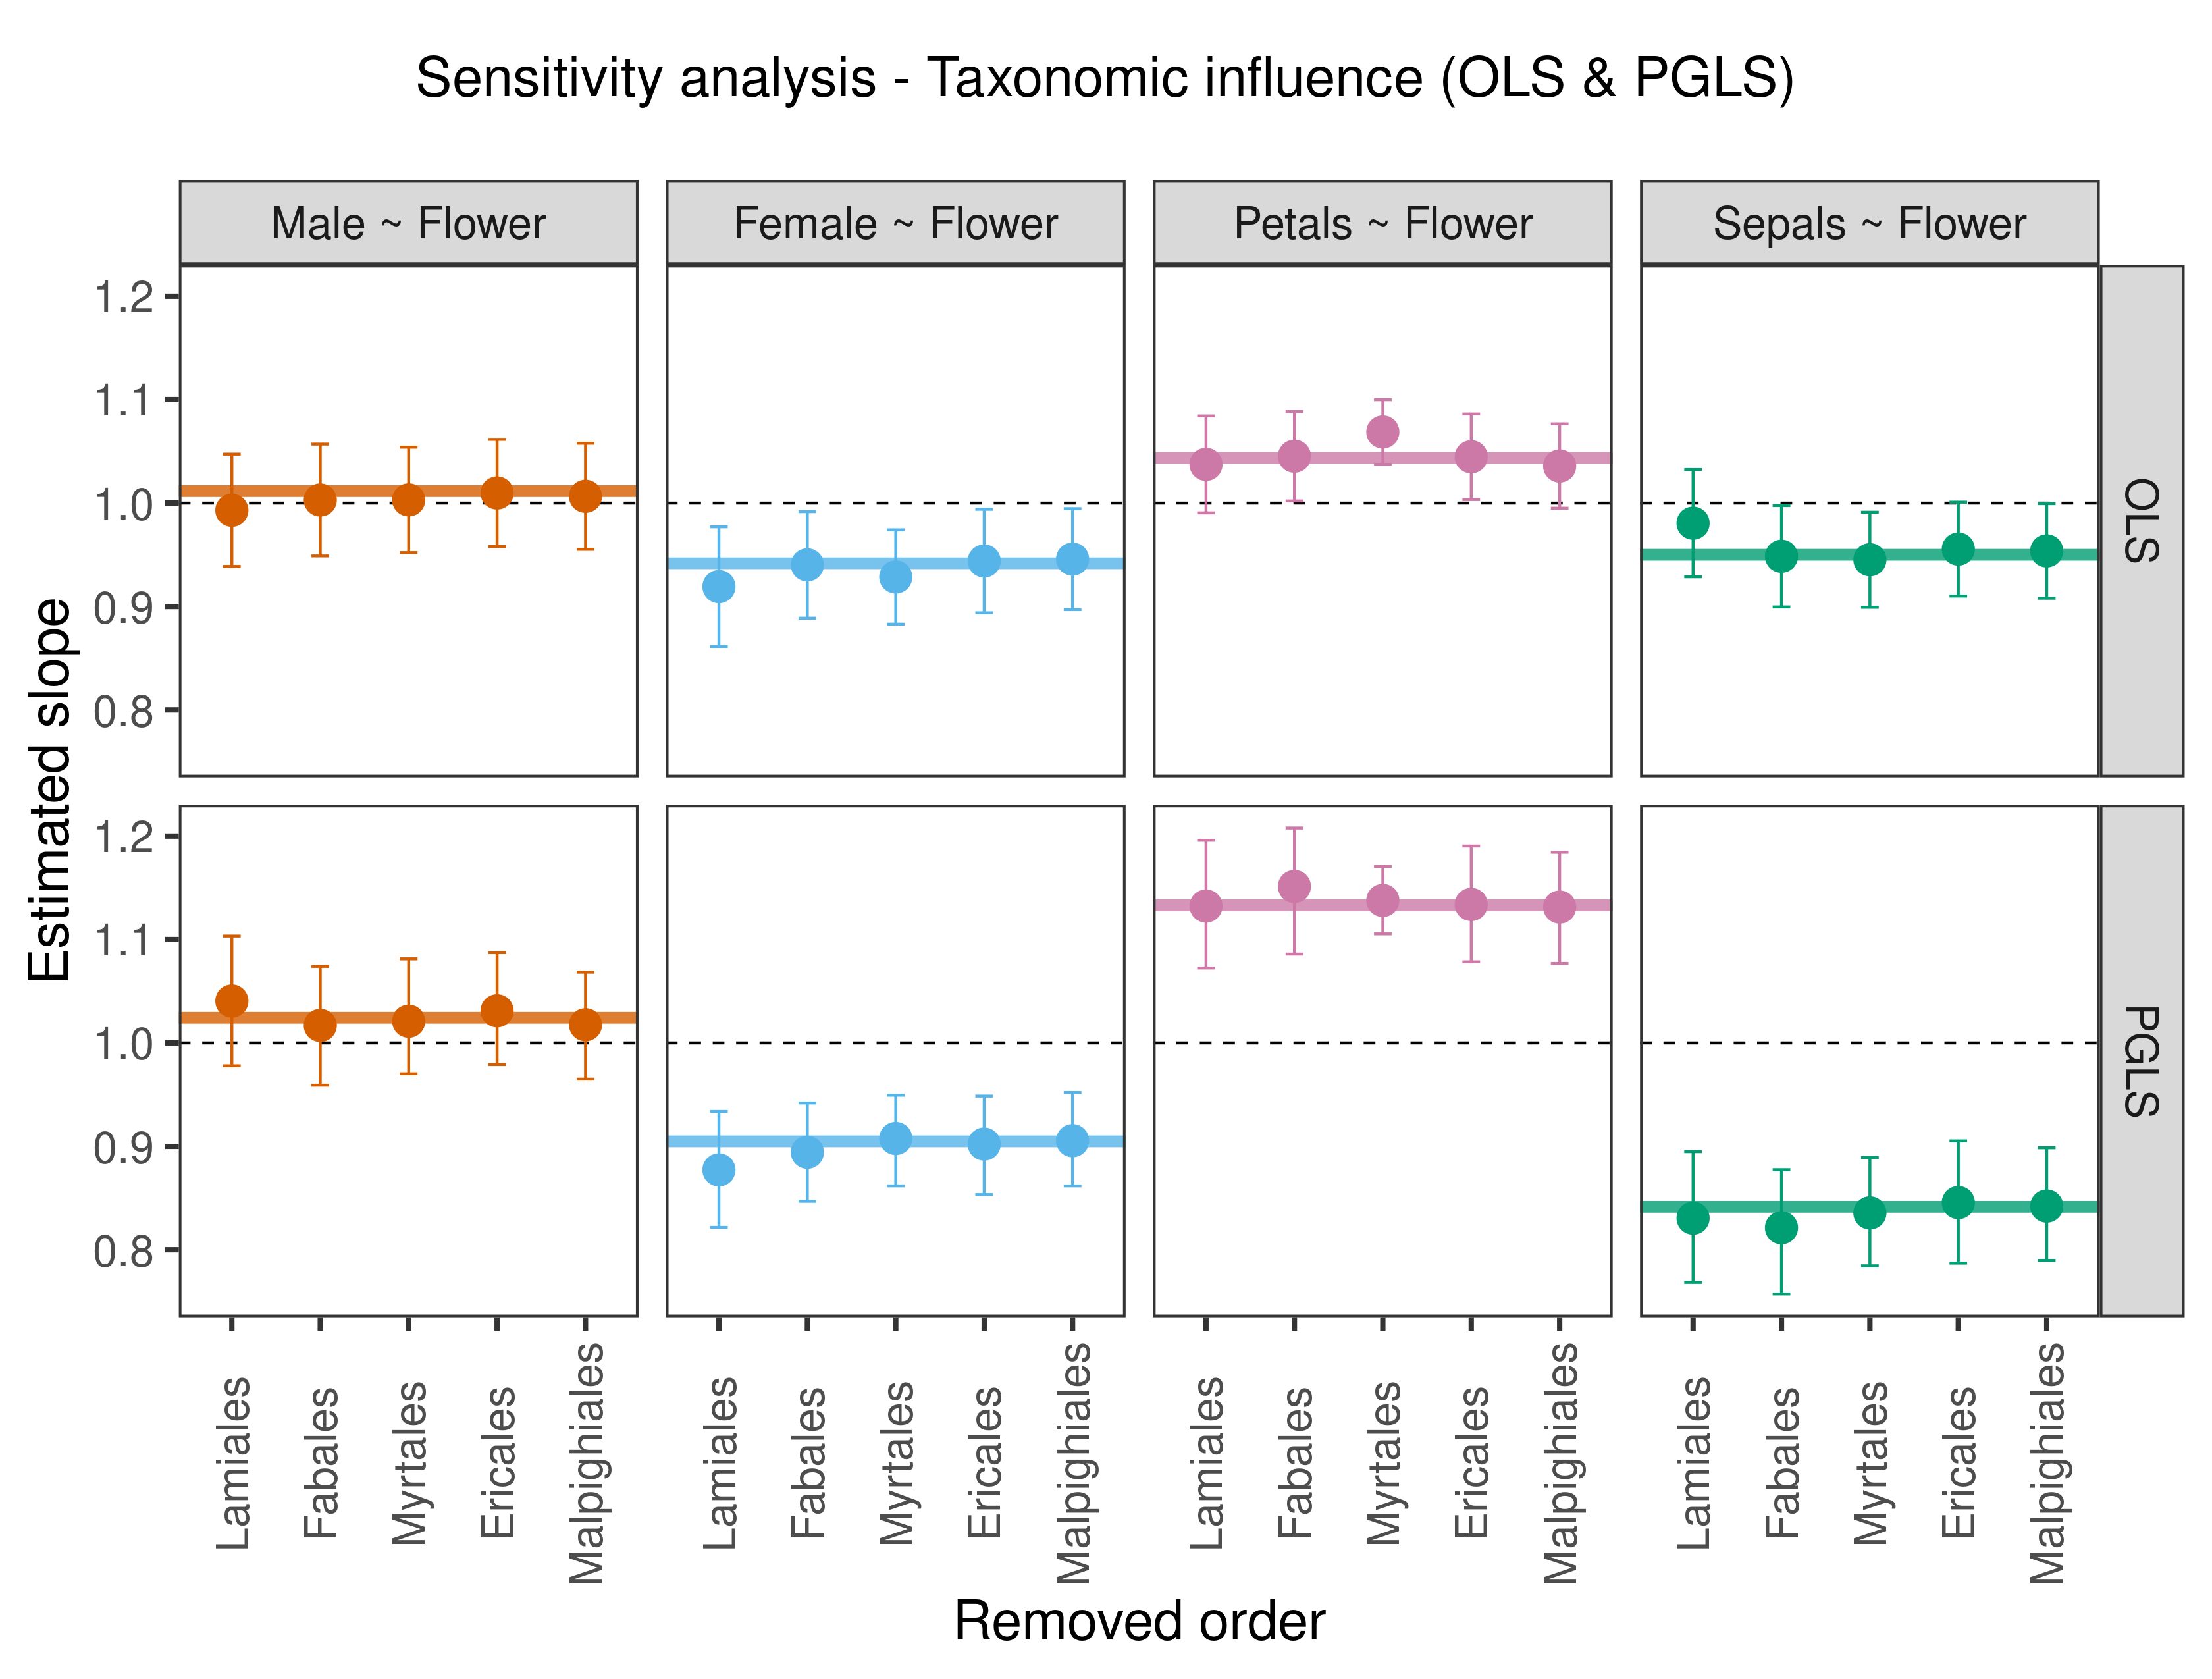 Sensitivity analysis - Taxonomic influence (OLS & PGLS)
Male ~ Flower
Female ~ Flower
Petals ~ Flower
Sepals ~ Flower
Estimated slope
1.2
1.1
1.0
0.9
0.8
OLS
1.2
1.1
1.0
0.9
0.8
PGLS
Lamiales
Fabales
Myrtales
Ericales
Malpighiales
Lamiales
Fabales
Myrtales
Ericales
Malpighiales
Lamiales
Fabales
Myrtales
Ericales
Malpighiales
Lamiales
Fabales
Myrtales
Ericales
Malpighiales
Removed order